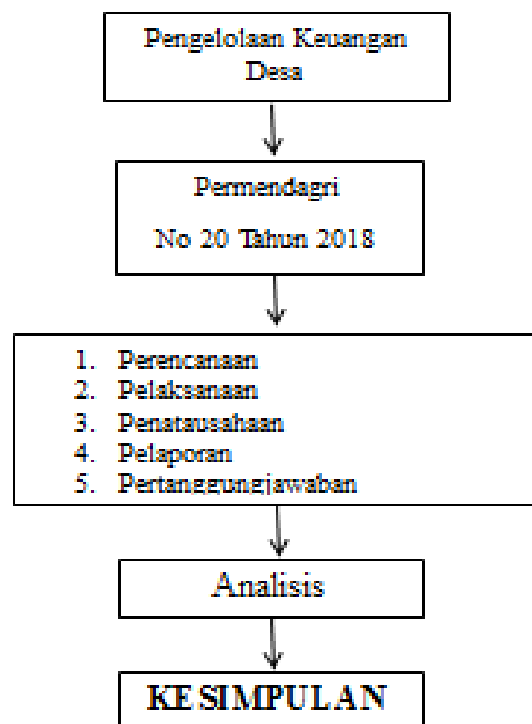 Pengelolaan Keuangan
Desa
Permendagri
No 20 Tahun 2018
1. Perencanaan
2. Pelaksanaan
3. Penatausahaan
4. Pelaporan
5. Pertanggungjawaban
Analisis
KESIMPULAN